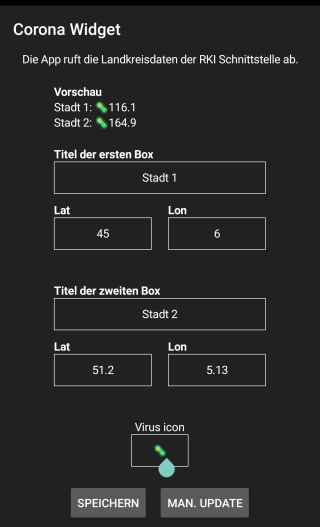 Corona Widget
Die App ruft die Landkreisdaten der RKI Schnittstelle ab.
Vorschau
Stadt 1: 🦠116.1
Stadt 2: 🦠164.9
Titel der ersten Box
Stadt 1
Lat Lon
45 6
Titel der zweiten Box
Stadt 2
Lat Lon
51.2 5.13
Virus icon
🦠
SPEICHERN MAN. UPDATE